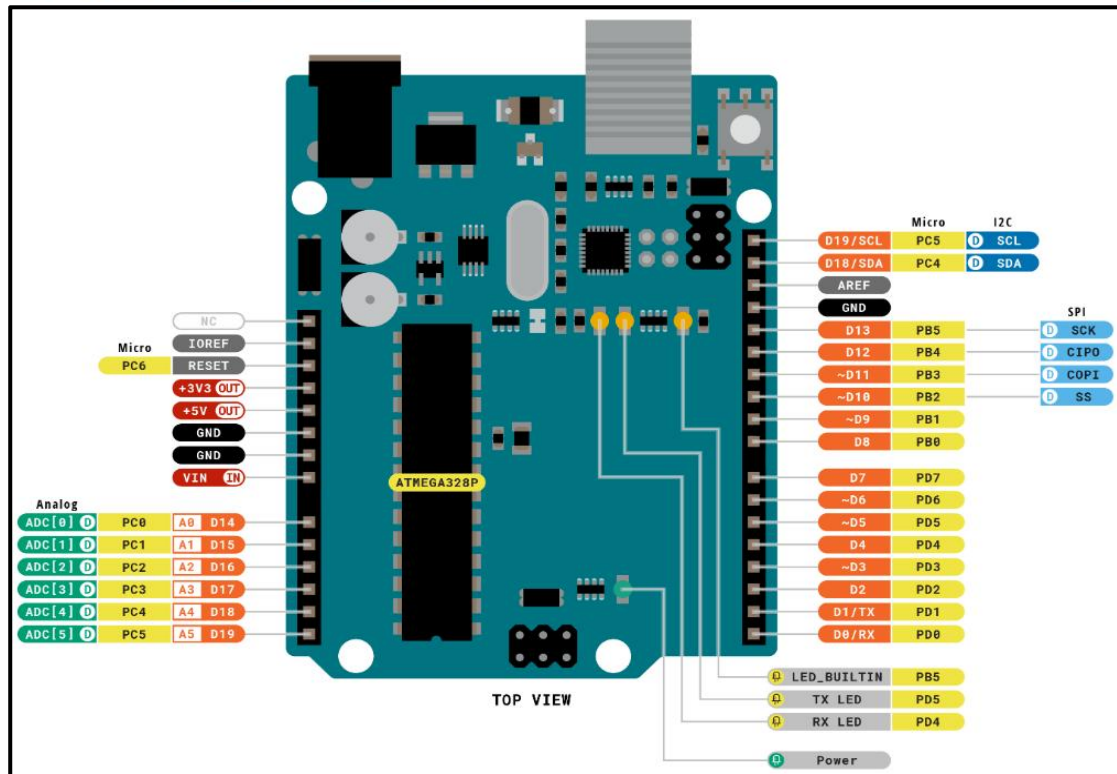 Micro I2C
D19/SCL PC5 D SCL
D18/SDA PC4 D SDA
AREF
GND
SPI
D13 PB5 D SCK
D12 PB4 D CIPO
~D11 PB3 D COPI
~D10 PB2 D SS
~D9 PB1
D8 PB0
D7 PD7
~D6 PD6
~D5 PD5
D4 PD4
~D3 PD3
D2 PD2
D1/TX PD1
D0/RX PD0
NC
IOREF
Micro
PC6 RESET
+3V3 OUT
+5V OUT
GND
GND
VIN IN
Analog
ADC[0] D PC0 A0 D14
ADC[1] D PC1 A1 D15
ADC[2] D PC2 A2 D16
ADC[3] D PC3 A3 D17
ADC[4] D PC4 A4 D18
ADC[5] D PC5 A5 D19
ATMEGA328P
LED_BUILTIN PB5
TX LED PD5
RX LED PD4
Power
TOP VIEW